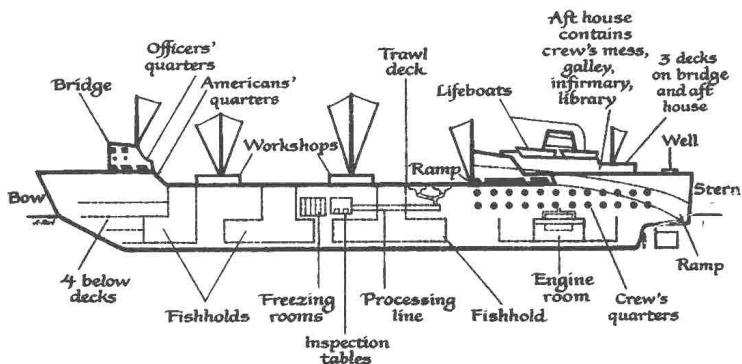 Officers'
quarters
Bridge
Americans'
quarters
Workshops
Trawl
deck
Ramp
Lifeboats
Aft house
contains
crew's mess,
galley,
infirmary,
library
3 decks
on bridge
and aft
house
Well
Bow
Stern
4 below
decks
Fishholds
Freezing
rooms
Inspection
tables
Processing
line
Fishhold
Engine
room
Crew's
quarters
Ramp